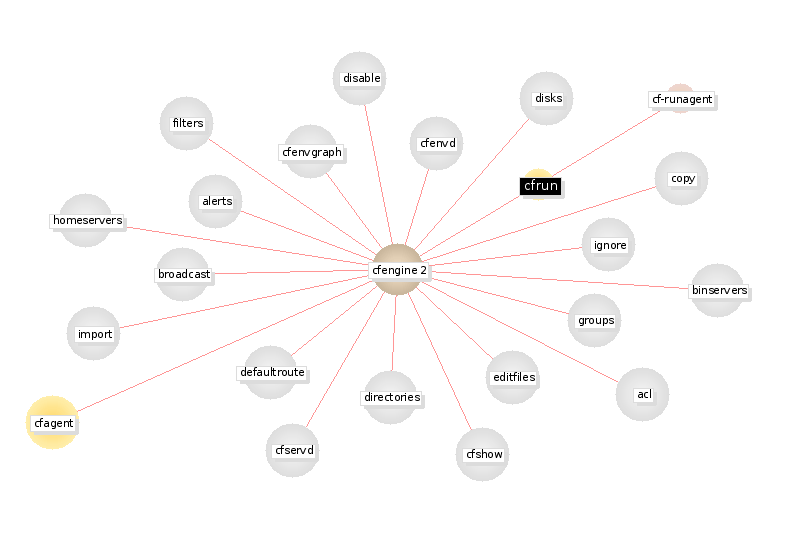 disable
disks
cf-runagent
filters
cfenvd
cfenvgraph
copy
cfrun
alerts
homeservers
ignore
cfengine 2
broadcast
binservers
groups
import
defaultroute
editfiles
directories
acl
cfagent
cfservd
cfshow